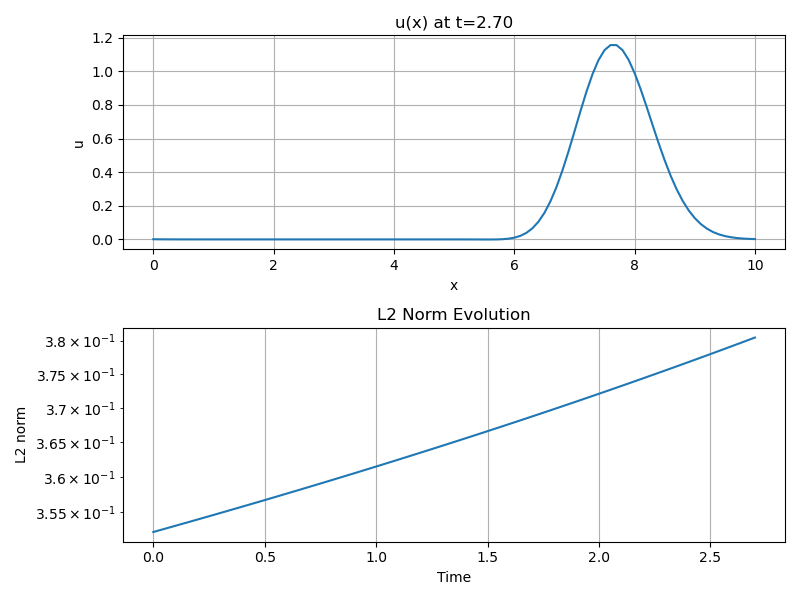 u(x) at t=2.70
1.2
1.0
0.8
0.6
0.4
0.2
0.0
u
0 2 4 6 8 10
x
L2 Norm Evolution
3.8 × 10⁻¹
3.75 × 10⁻¹
3.7 × 10⁻¹
3.65 × 10⁻¹
3.6 × 10⁻¹
3.55 × 10⁻¹
L2 norm
0.0 0.5 1.0 1.5 2.0 2.5
Time